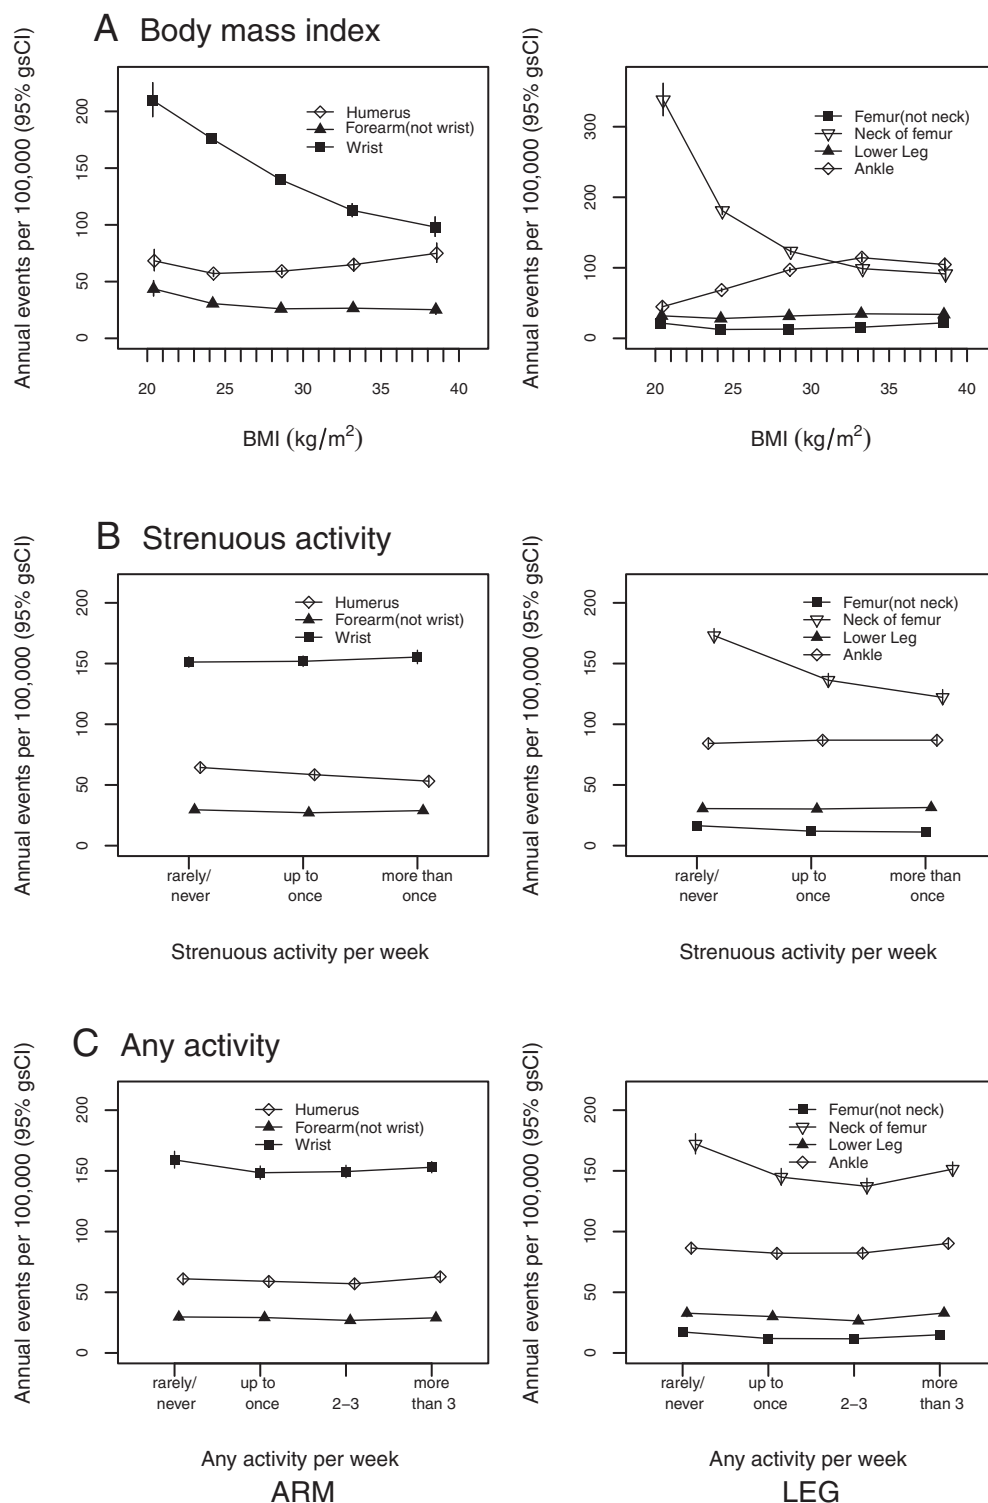 A Body mass index
Annual events per 100,000 (95% gsCI)
200
150
100
50
0
Humerus
Forearm(not wrist)
Wrist
20 25 30 35 40
BMI (kg/m²)
Annual events per 100,000 (95% gsCI)
300
200
100
0
Femur(not neck)
Neck of femur
Lower Leg
Ankle
20 25 30 35 40
BMI (kg/m²)
B Strenuous activity
Annual events per 100,000 (95% gsCI)
200
150
100
50
0
Humerus
Forearm(not wrist)
Wrist
rarely/ up to more than
never once once
Strenuous activity per week
Annual events per 100,000 (95% gsCI)
200
150
100
50
0
Femur(not neck)
Neck of femur
Lower Leg
Ankle
rarely/ up to more than
never once once
Strenuous activity per week
C Any activity
Annual events per 100,000 (95% gsCI)
200
150
100
50
0
Humerus
Forearm(not wrist)
Wrist
rarely/ up to more
never once 2–3 than 3
Any activity per week
ARM
Annual events per 100,000 (95% gsCI)
200
150
100
50
0
Femur(not neck)
Neck of femur
Lower Leg
Ankle
rarely/ up to more
never once 2–3 than 3
Any activity per week
LEG